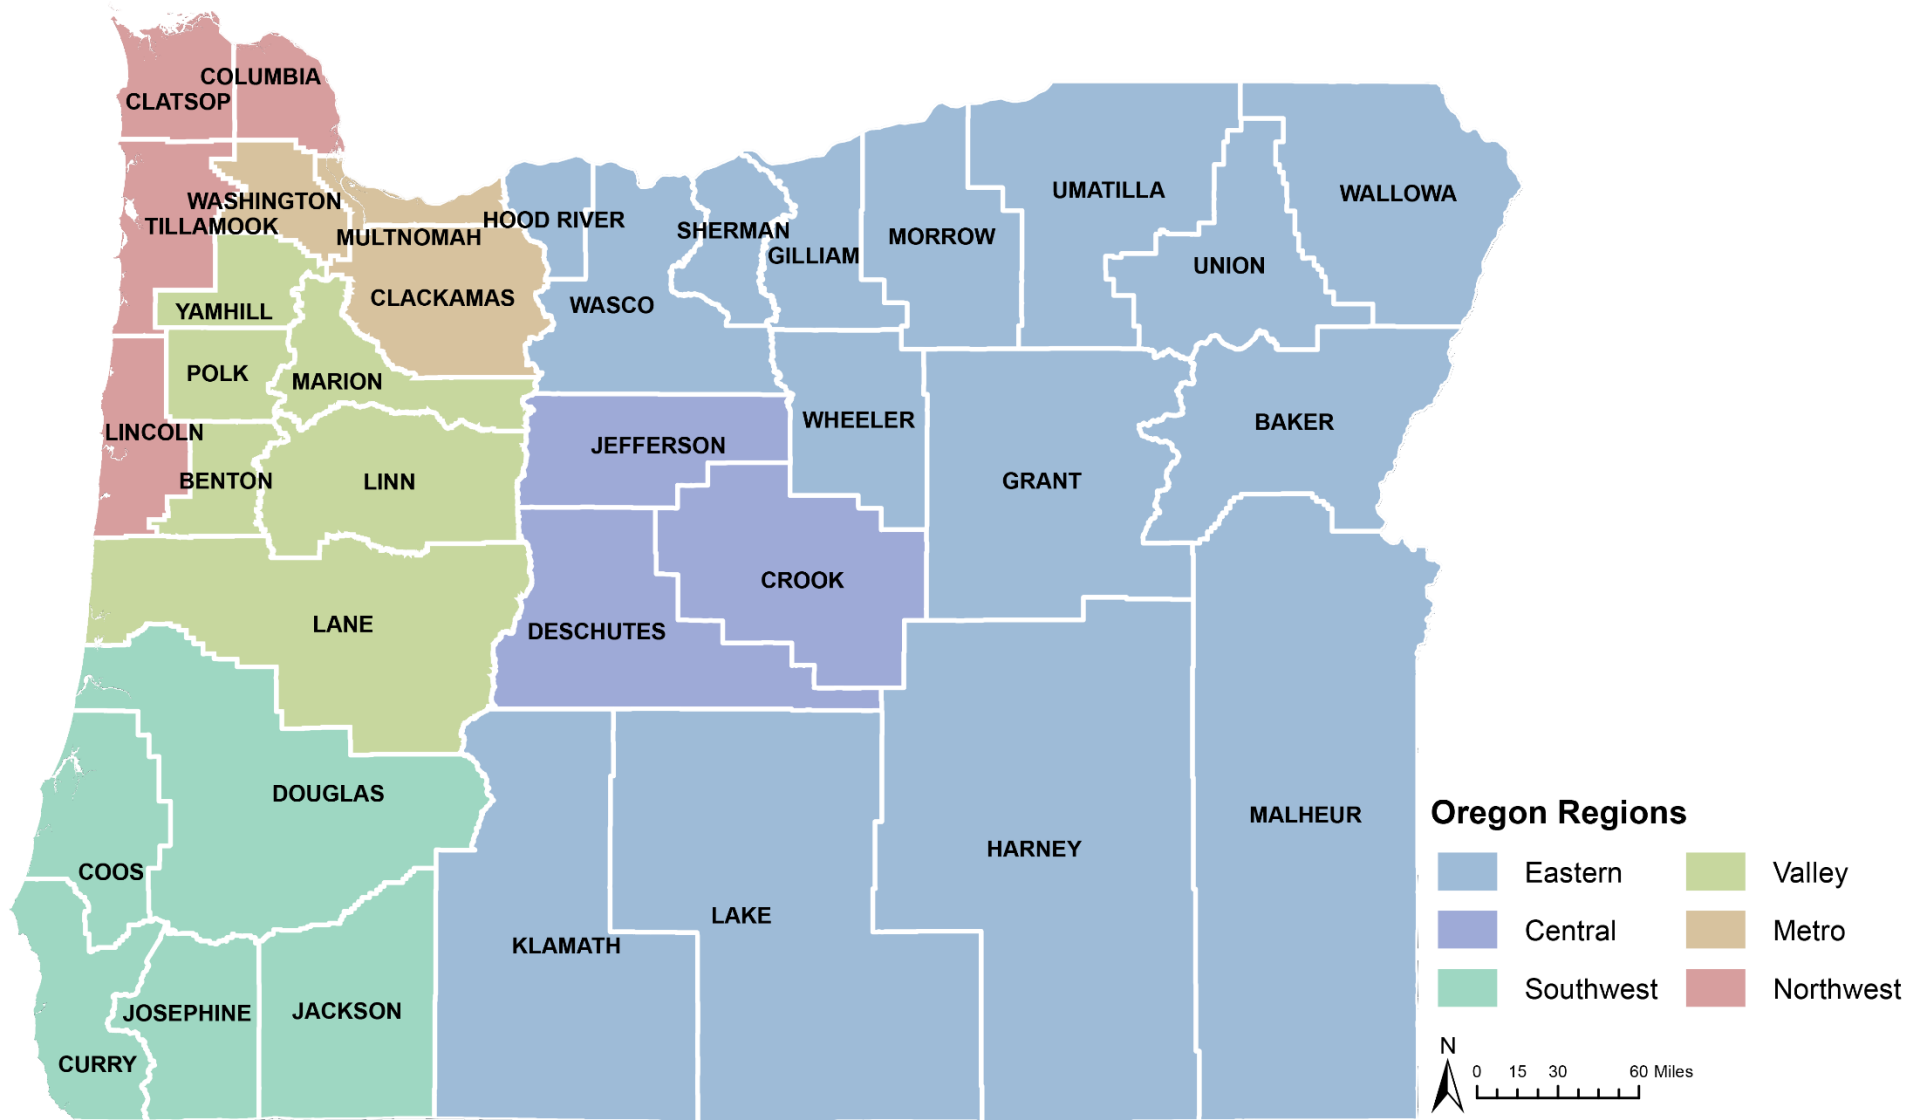 COLUMBIA
CLATSOP
WASHINGTON
TILLAMOOK
MULTNOMAH
HOOD RIVER
SHERMAN
GILLIAM
MORROW
UMATILLA
WALLOWA
UNION
YAMHILL
CLACKAMAS
WASCO
POLK
MARION
WHEELER
BAKER
LINCOLN
JEFFERSON
BENTON
LINN
GRANT
CROOK
LANE
DESCHUTES
DOUGLAS
MALHEUR
HARNEY
COOS
LAKE
KLAMATH
JOSEPHINE
JACKSON
CURRY
Oregon Regions
Eastern
Valley
Central
Metro
Southwest
Northwest
N
0 15 30 60 Miles